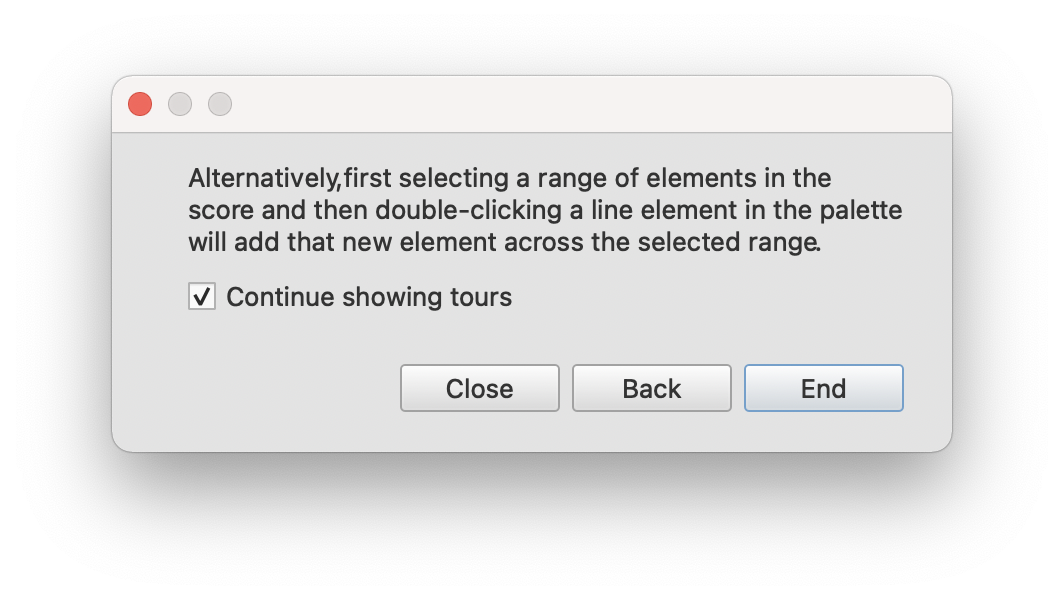 Alternatively,first selecting a range of elements in the
score and then double-clicking a line element in the palette
will add that new element across the selected range.
Continue showing tours
Close
Back
End